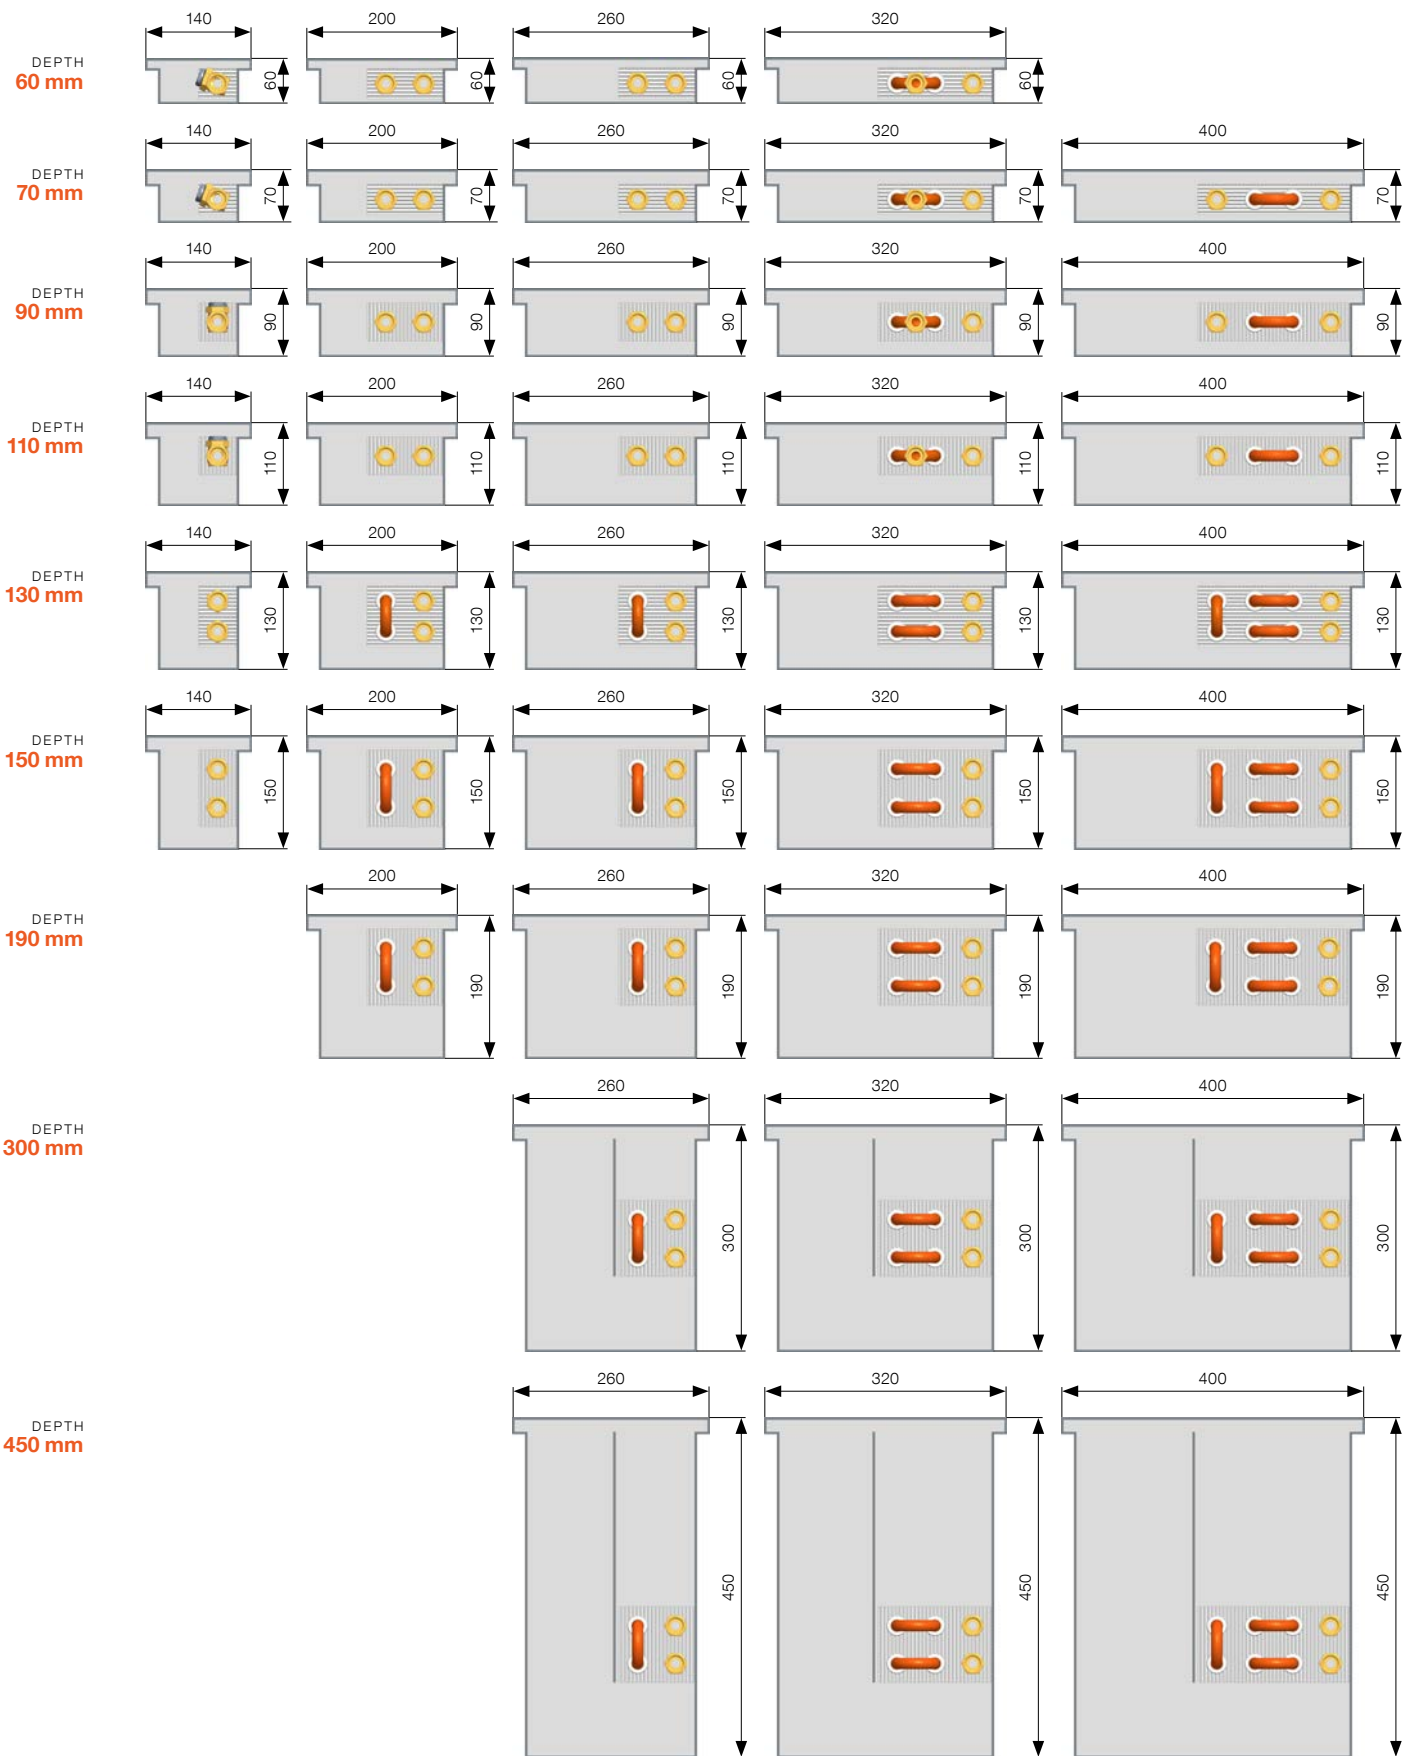 140 200 260 320
DEPTH
60 mm
60 60 60 60
140 200 260 320 400
DEPTH
70 mm
70 70 70 70 70
140 200 260 320 400
DEPTH
90 mm
90 90 90 90 90
140 200 260 320 400
DEPTH
110 mm
110 110 110 110 110
140 200 260 320 400
DEPTH
130 mm
130 130 130 130 130
140 200 260 320 400
DEPTH
150 mm
150 150 150 150 150
200 260 320 400
DEPTH
190 mm
190 190 190 190
260 320 400
DEPTH
300 mm
300 300 300
260 320 400
DEPTH
450 mm
450 450 450